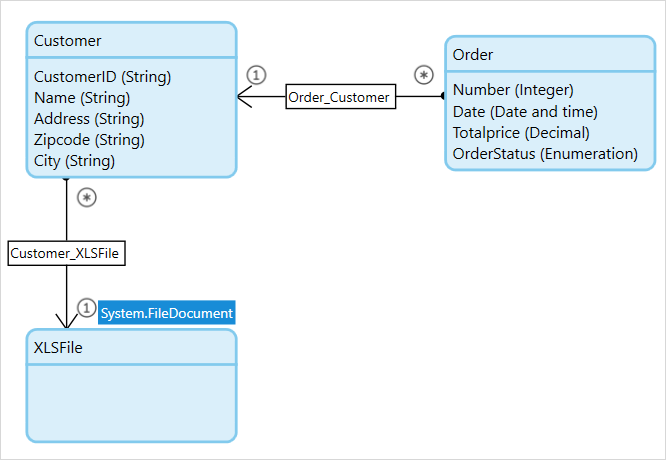 Customer
CustomerID (String)
Name (String)
Address (String)
Zipcode (String)
City (String)
1
Order_Customer
*
Order
Number (Integer)
Date (Date and time)
Totalprice (Decimal)
OrderStatus (Enumeration)
*
Customer_XLSFile
1
System.FileDocument
XLSFile